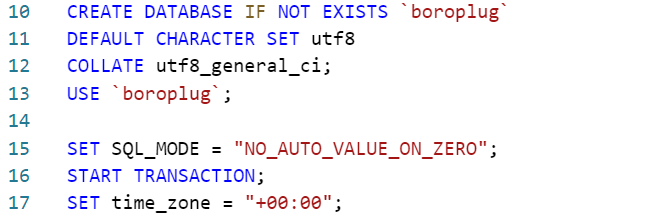 10 CREATE DATABASE IF NOT EXISTS `boroplug`
11 DEFAULT CHARACTER SET utf8
12 COLLATE utf8_general_ci;
13 USE `boroplug`;
14
15 SET SQL_MODE = "NO_AUTO_VALUE_ON_ZERO";
16 START TRANSACTION;
17 SET time_zone = "+00:00";